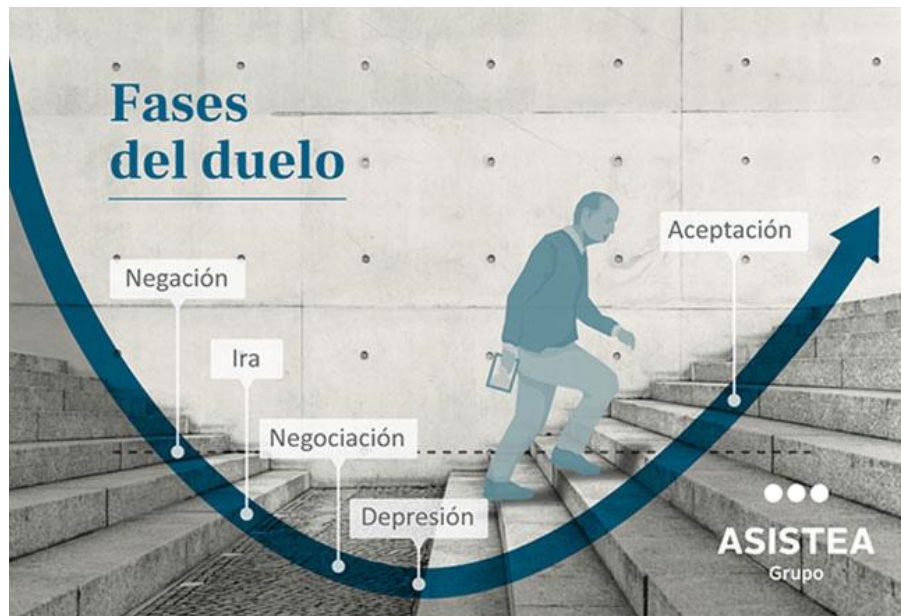 Fases
del duelo
Negación
Ira
Negociación
Depresión
Aceptación
ASISTEA
Grupo